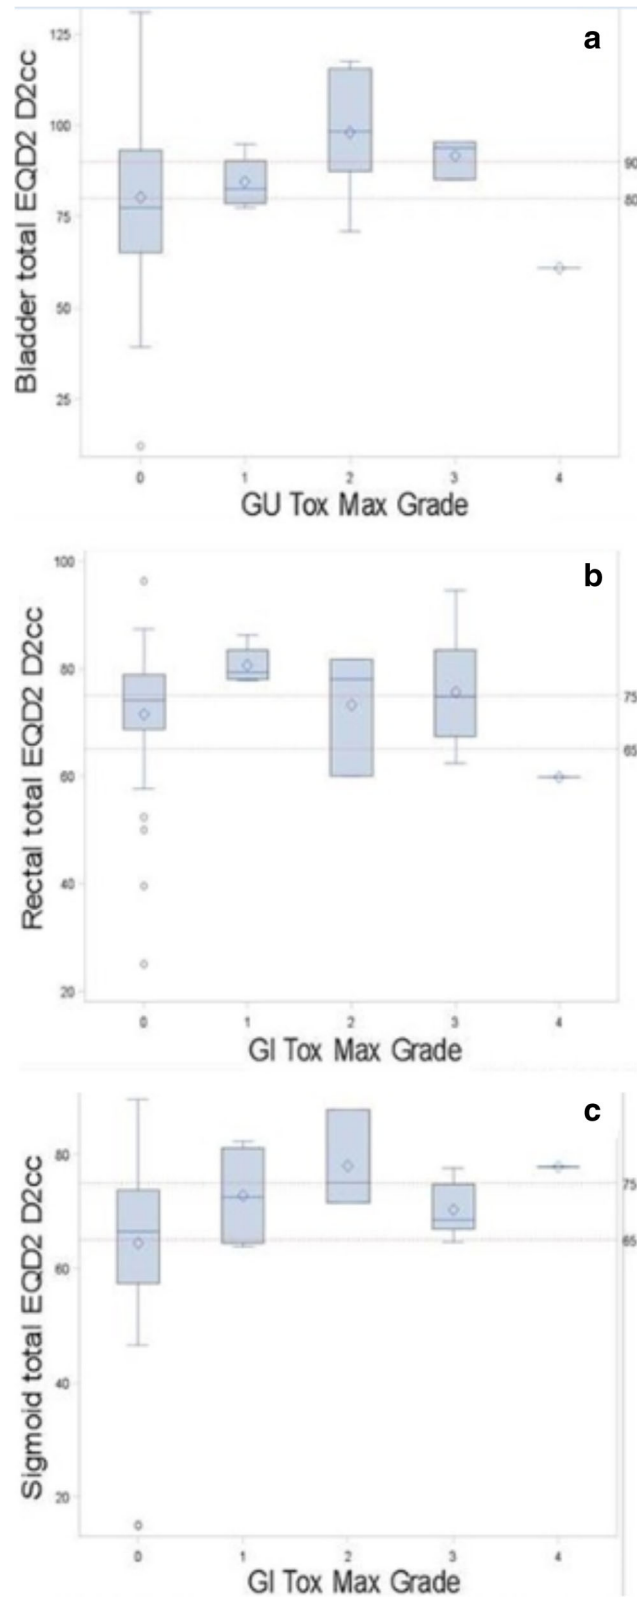 a
Bladder total EQD2 D2cc
125
100
75
50
25
90
80
0 1 2 3 4
GU Tox Max Grade
b
Rectal total EQD2 D2cc
100
80
60
40
20
75
65
0 1 2 3 4
GI Tox Max Grade
c
Sigmoid total EQD2 D2cc
80
60
40
20
75
65
0 1 2 3 4
GI Tox Max Grade